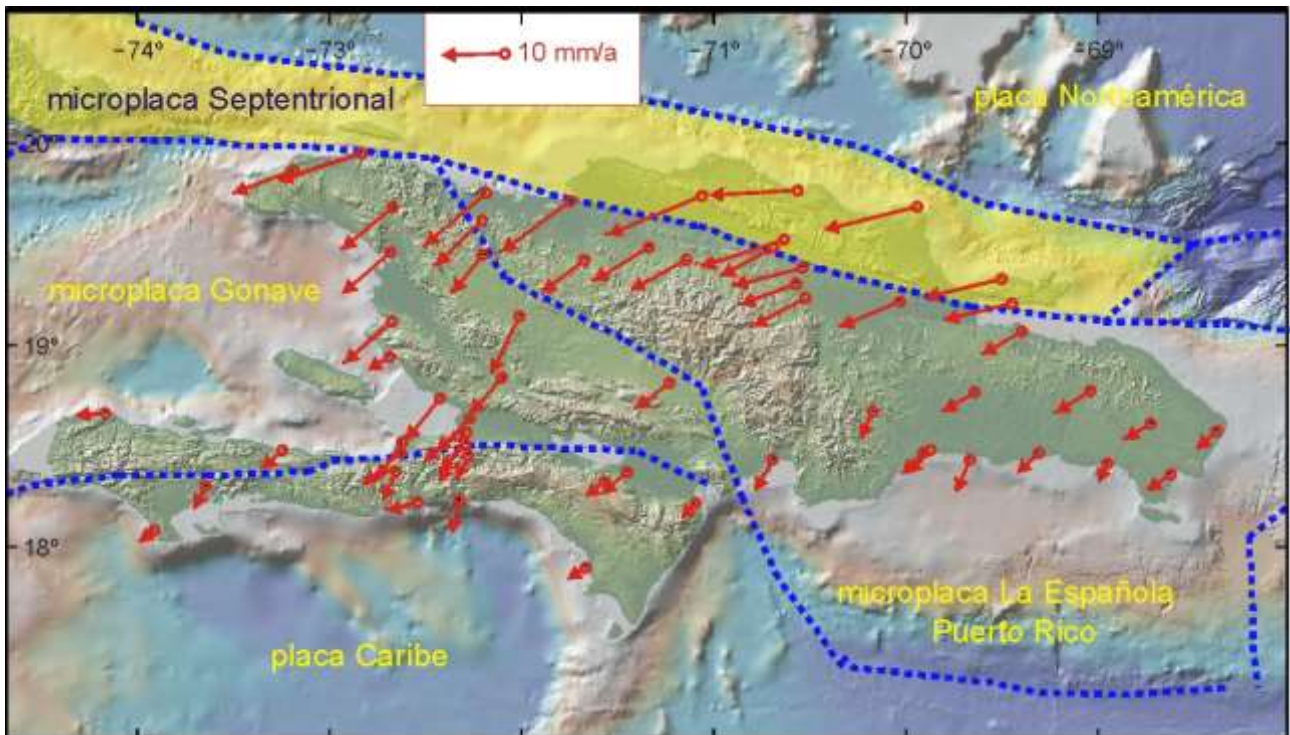 -74°
-73°
-71°
-70°
-69°
10 mm/a
microplaca Septentrional
placa Norteamérica
20°
microplaca Gonave
19°
18°
microplaca La Española
Puerto Rico
placa Caribe